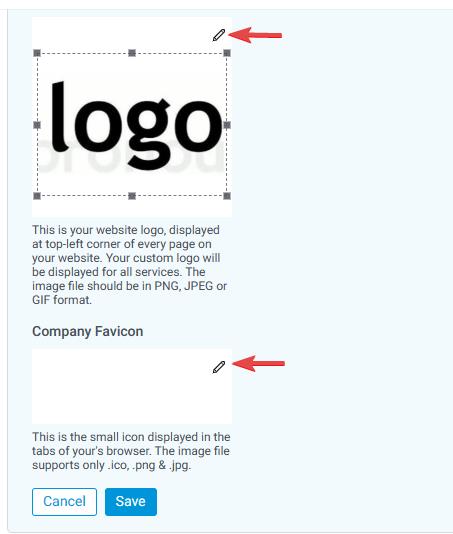 logo
This is your website logo, displayed
at top-left corner of every page on
your website. Your custom logo will
be displayed for all services. The
image file should be in PNG, JPEG or
GIF format.
Company Favicon
This is the small icon displayed in the
tabs of your's browser. The image file
supports only .ico, .png & .jpg.
Cancel Save